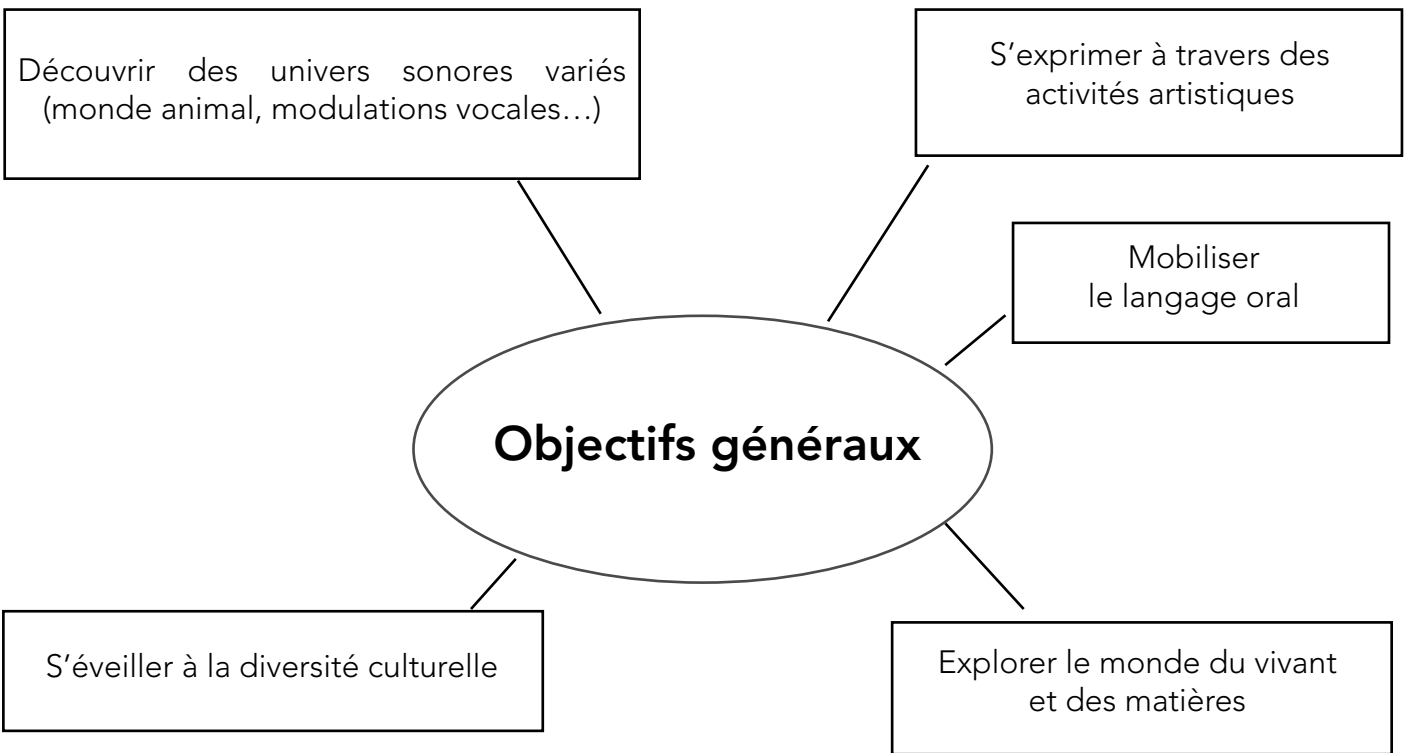 Découvrir des univers sonores variés
(monde animal, modulations vocales…)
S’exprimer à travers des
activités artistiques
Mobiliser
le langage oral
Objectifs généraux
S’éveiller à la diversité culturelle
Explorer le monde du vivant
et des matières